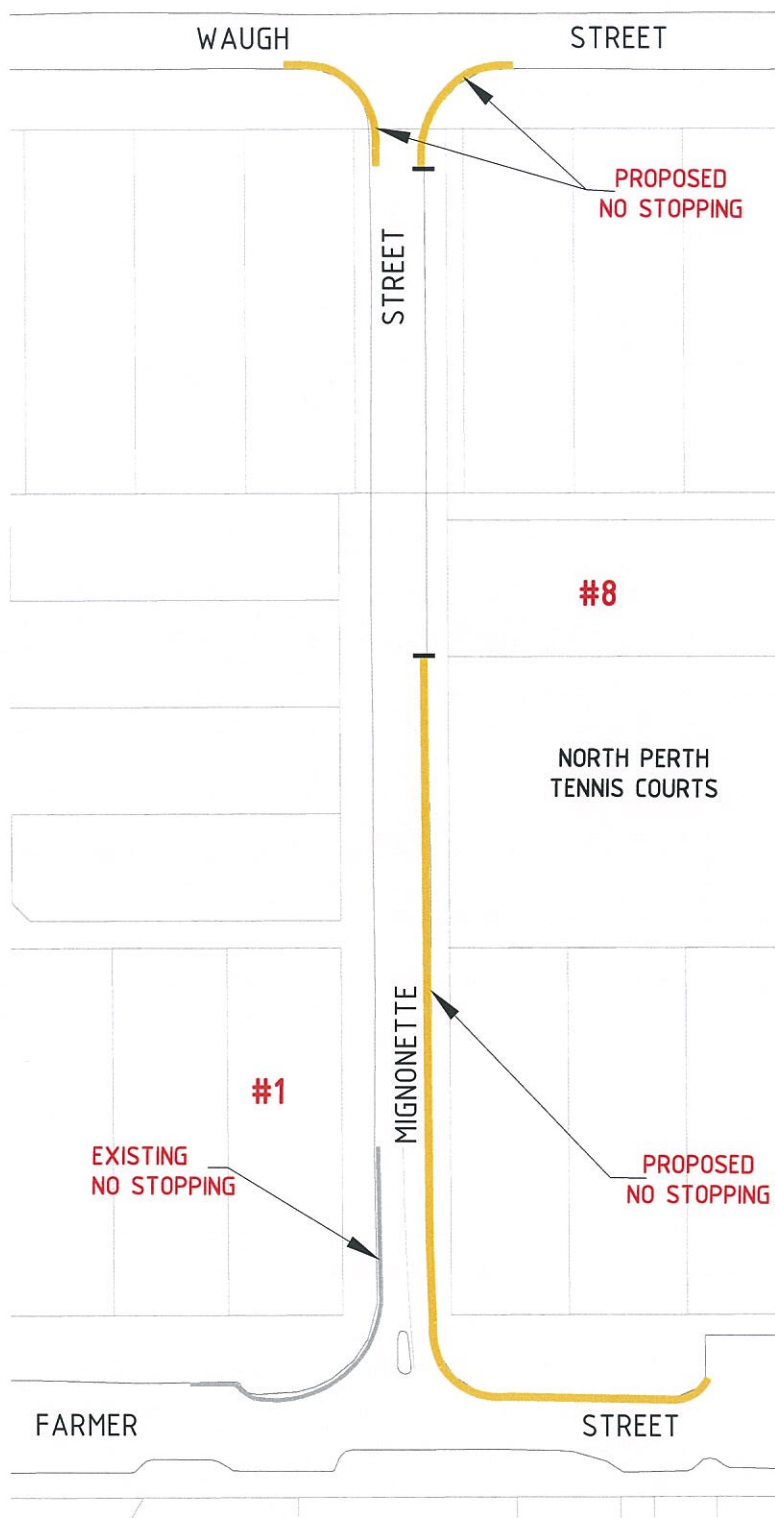 WAUGH STREET
PROPOSED
NO STOPPING
STREET
#8
NORTH PERTH
TENNIS COURTS
MIGNONETTE
#1
EXISTING
NO STOPPING
PROPOSED
NO STOPPING
FARMER STREET